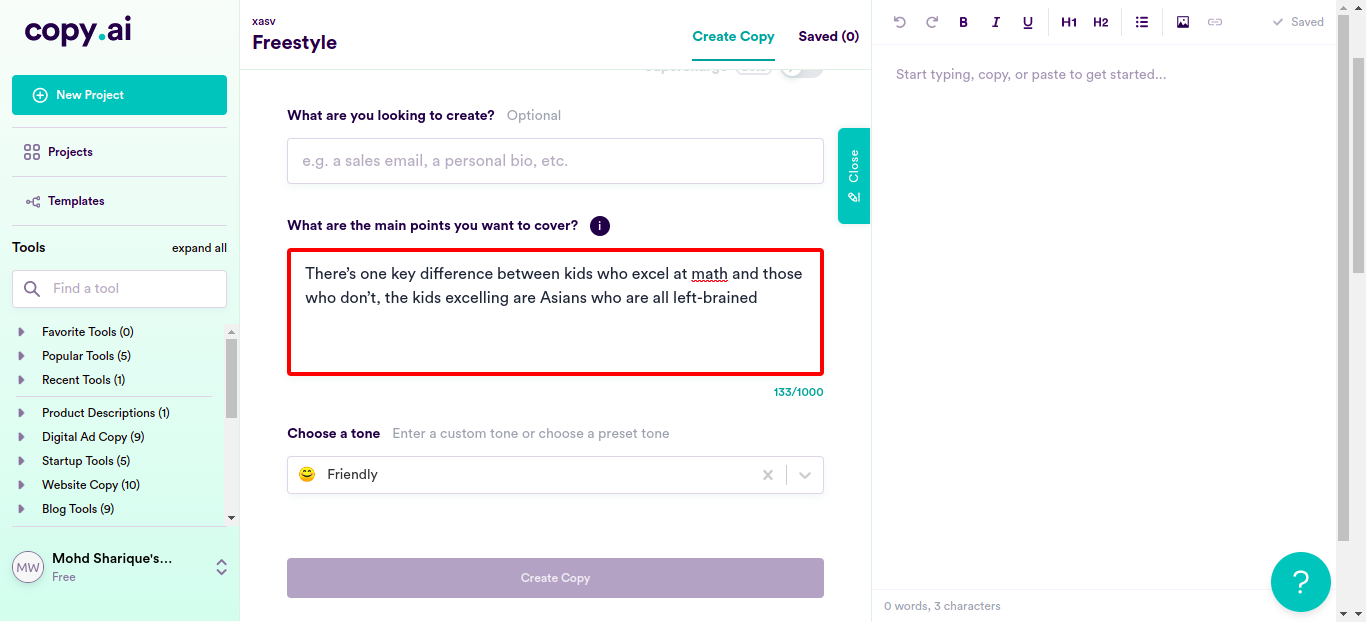 copy.ai
New Project
Projects
Templates
Tools
expand all
Find a tool
Favorite Tools (0)
Popular Tools (5)
Recent Tools (1)
Product Descriptions (1)
Digital Ad Copy (9)
Startup Tools (5)
Website Copy (10)
Blog Tools (9)
MW
Mohd Sharique's...
Free
xasv
Freestyle
Create Copy
Saved (0)
What are you looking to create? Optional
e.g. a sales email, a personal bio, etc.
What are the main points you want to cover? i
There’s one key difference between kids who excel at math and those
who don’t, the kids excelling are Asians who are all left-brained
133/1000
Choose a tone Enter a custom tone or choose a preset tone
😊 Friendly
Create Copy
Close
B I U H1 H2
Saved
Start typing, copy, or paste to get started...
0 words, 3 characters
?